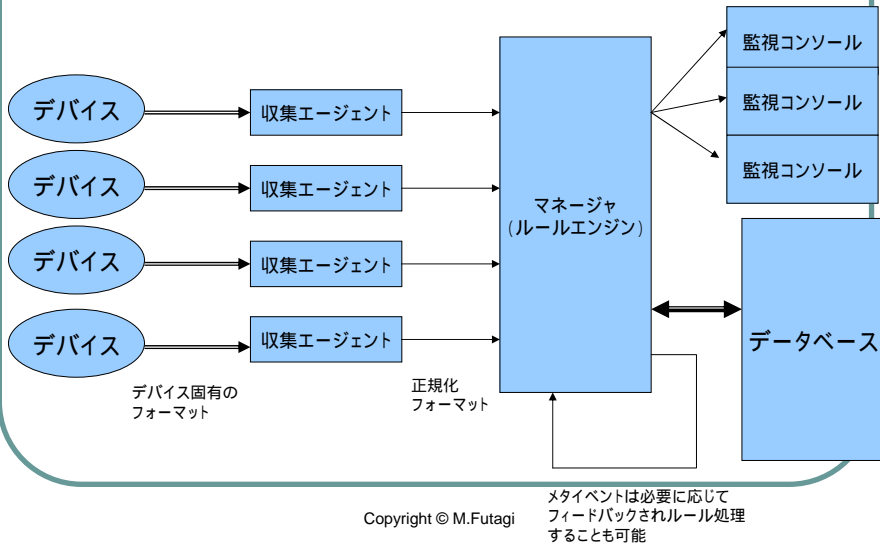 デバイス
収集エージェント
デバイス
収集エージェント
デバイス
収集エージェント
デバイス
収集エージェント
デバイス固有の
フォーマット
正規化
フォーマット
マネージャ
(ルールエンジン)
監視コンソール
監視コンソール
監視コンソール
データベース
メタイベントは必要に応じて
フィードバックされルール処理
することも可能
Copyright © M.Futagi